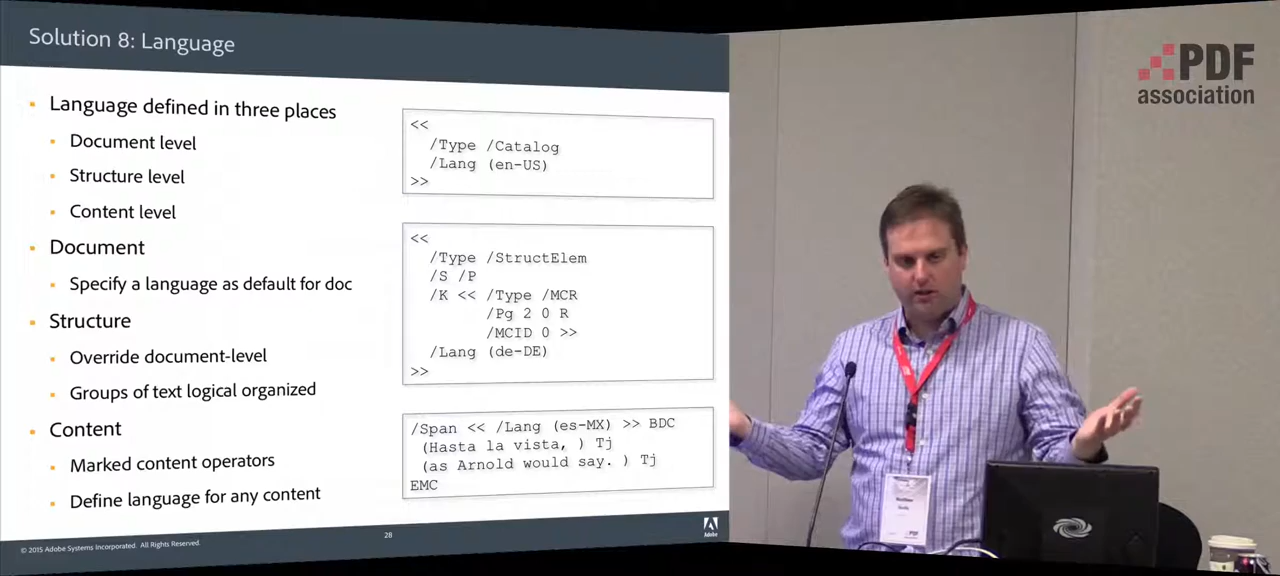 Solution 8: Language
Language defined in three places
Document level
Structure level
Content level
Document
Specify a language as default for doc
Structure
Override document-level
Groups of text logical organized
Content
Marked content operators
Define language for any content
<<
/Type /Catalog
/Lang (en-US)
>>
<<
/Type /StructElem
/S /P
/K << /Type /MCR
/Pg 2 0 R
/MCID 0 >>
/Lang (de-DE)
>>
/Span << /Lang (es-MX) >> BDC
(Hasta la vista, ) Tj
(as Arnold would say. ) Tj
EMC
© 2015 Adobe Systems Incorporated. All Rights Reserved.
28
Adobe
PDF
association
PDF